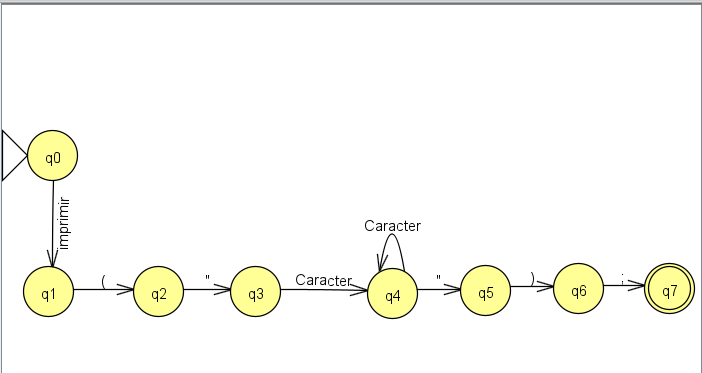 q0
imprimir
Caracter
q1 ( q2 " q3 Caracter q4 " q5 ) q6 ; q7